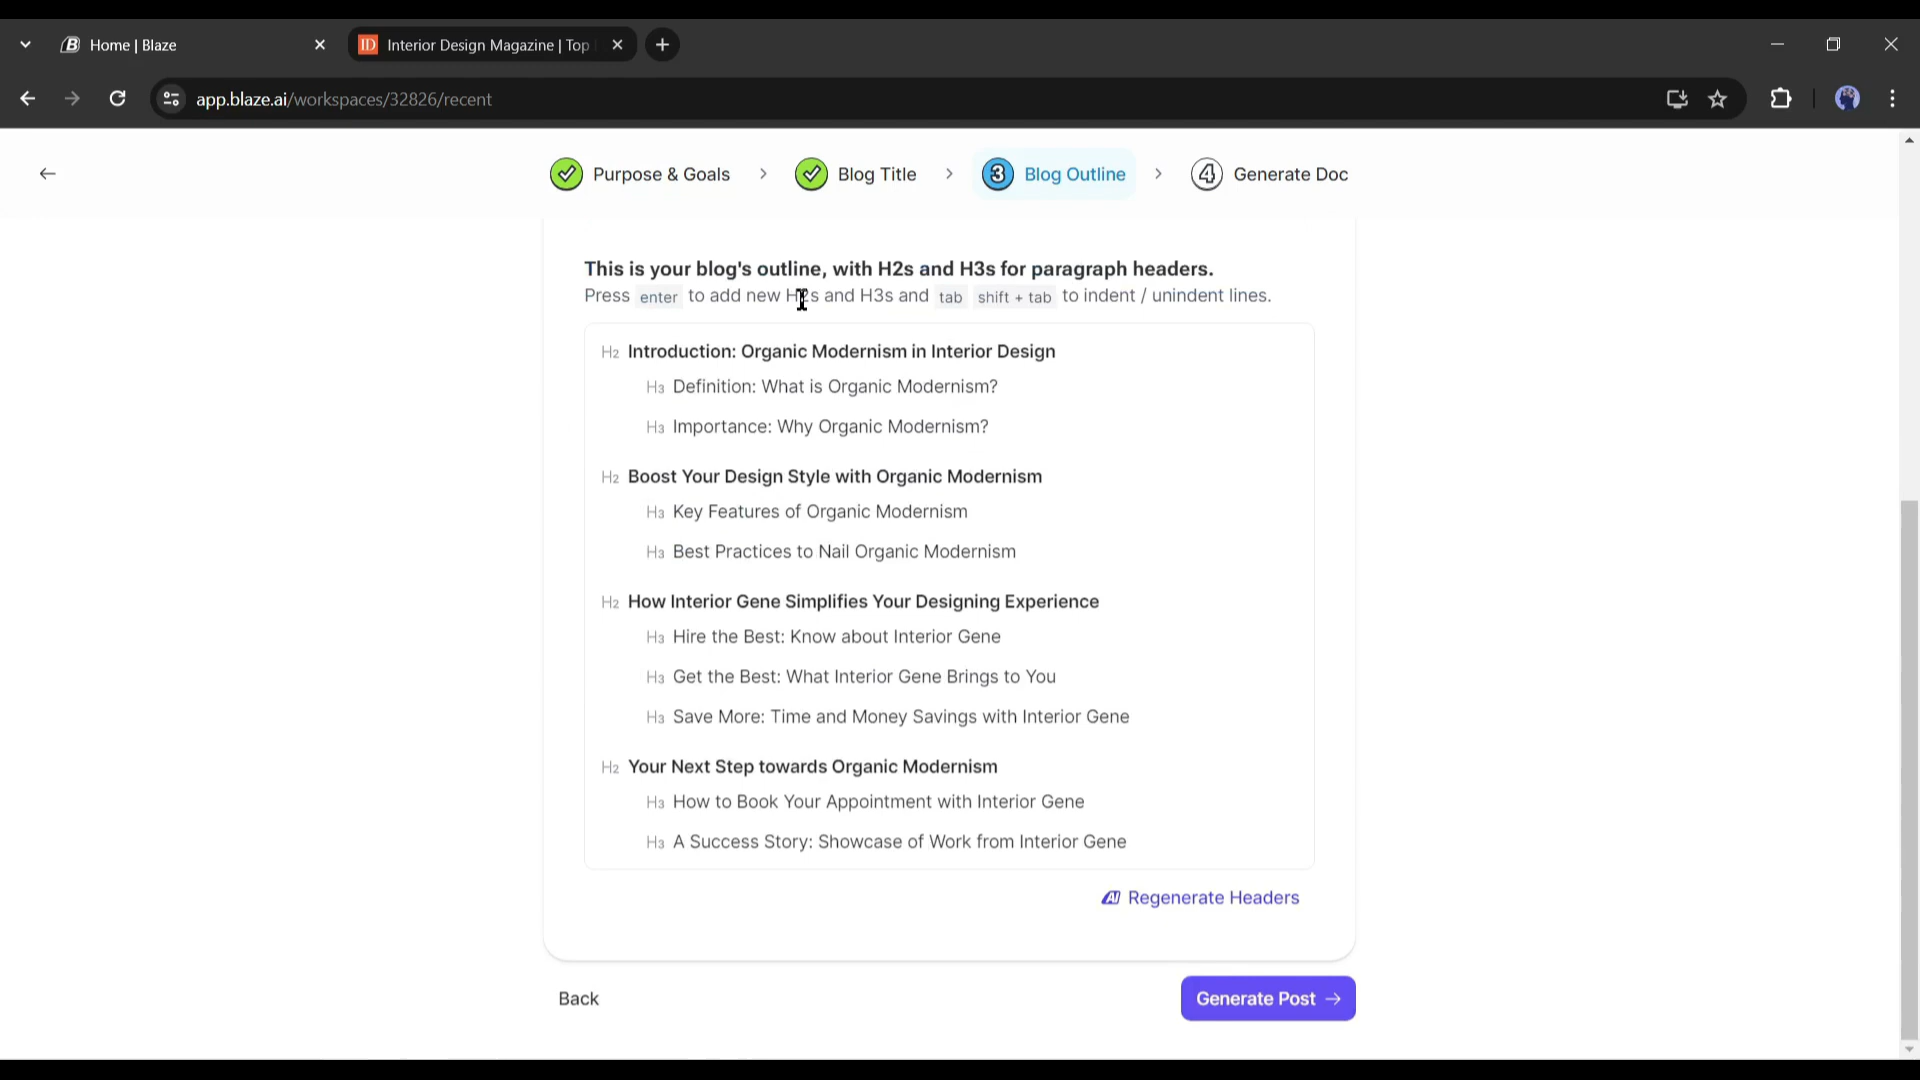 Home | Blaze
ID Interior Design Magazine | Top
app.blaze.ai/workspaces/32826/recent
Purpose & Goals > Blog Title > 3 Blog Outline > 4 Generate Doc
This is your blog's outline, with H2s and H3s for paragraph headers.
Press enter to add new H2s and H3s and tab shift + tab to indent / unindent lines.
H2 Introduction: Organic Modernism in Interior Design
H3 Definition: What is Organic Modernism?
H3 Importance: Why Organic Modernism?
H2 Boost Your Design Style with Organic Modernism
H3 Key Features of Organic Modernism
H3 Best Practices to Nail Organic Modernism
H2 How Interior Gene Simplifies Your Designing Experience
H3 Hire the Best: Know about Interior Gene
H3 Get the Best: What Interior Gene Brings to You
H3 Save More: Time and Money Savings with Interior Gene
H2 Your Next Step towards Organic Modernism
H3 How to Book Your Appointment with Interior Gene
H3 A Success Story: Showcase of Work from Interior Gene
AI Regenerate Headers
Back
Generate Post →